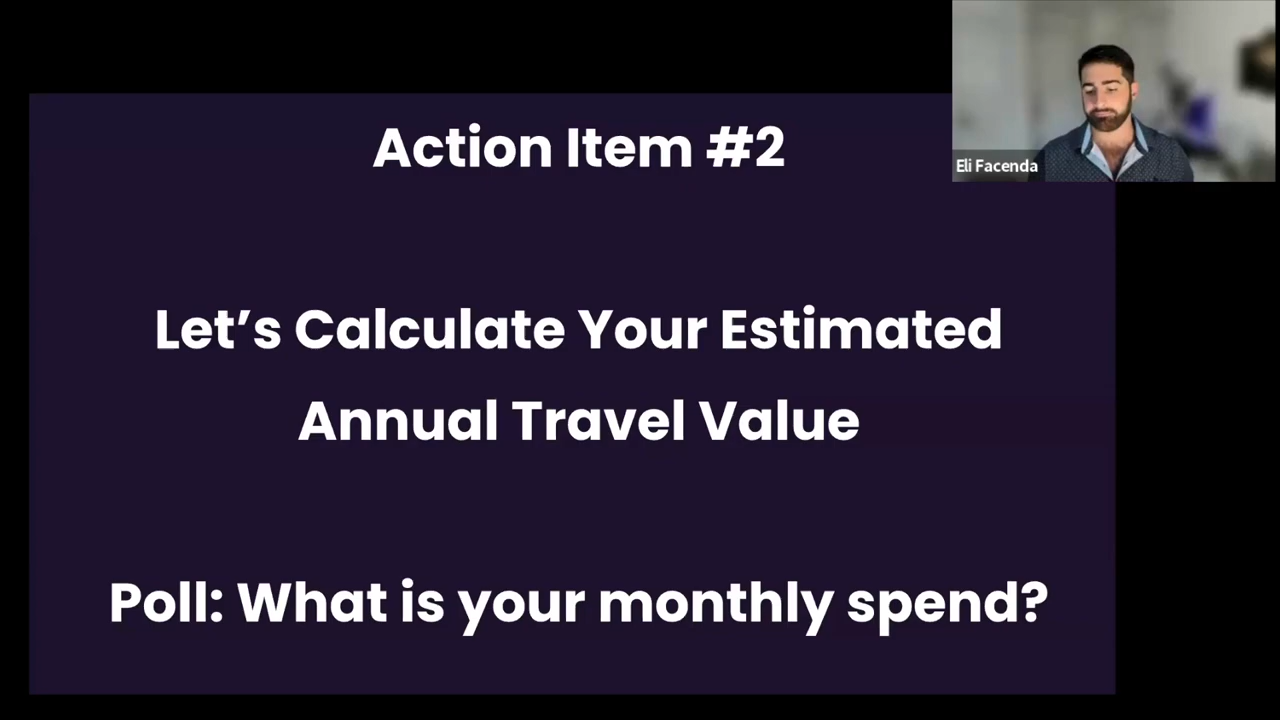 Action Item #2
Eli Facenda
Let’s Calculate Your Estimated
Annual Travel Value
Poll: What is your monthly spend?